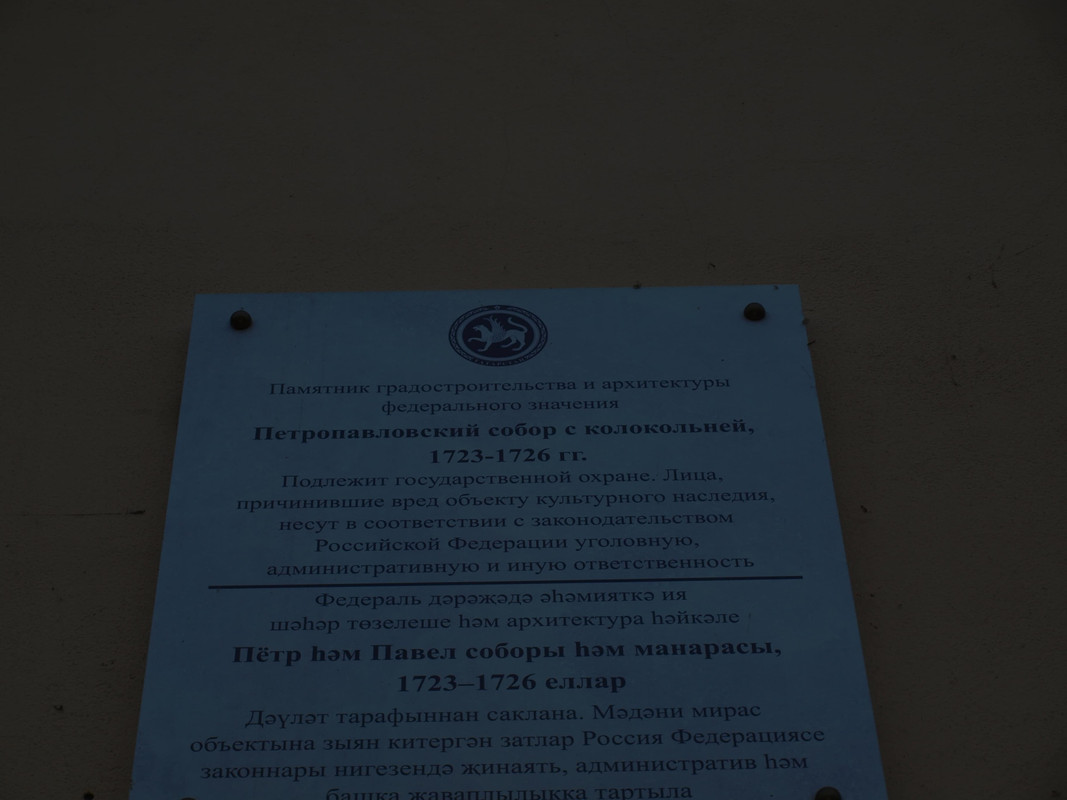 Памятник градостроительства и архитектуры
федерального значения
Петропавловский собор с колокольней,
1723-1726 гг.
Подлежит государственной охране. Лица,
причинившие вред объекту культурного наследия,
несут в соответствии с законодательством
Российской Федерации уголовную,
административную и иную ответственность
Федераль дәрәҗәдә әһәмияткә ия
шәһәр төзелеше һәм архитектура һәйкәле
Пётр һәм Павел соборы һәм манарасы,
1723–1726 еллар
Дәүләт тарафыннан саклана. Мәдәни мирас
объектына зыян китергән затлар Россия Федерациясе
законнары нигезендә җинаять, административ һәм
башка җаваплылыкка тартыла